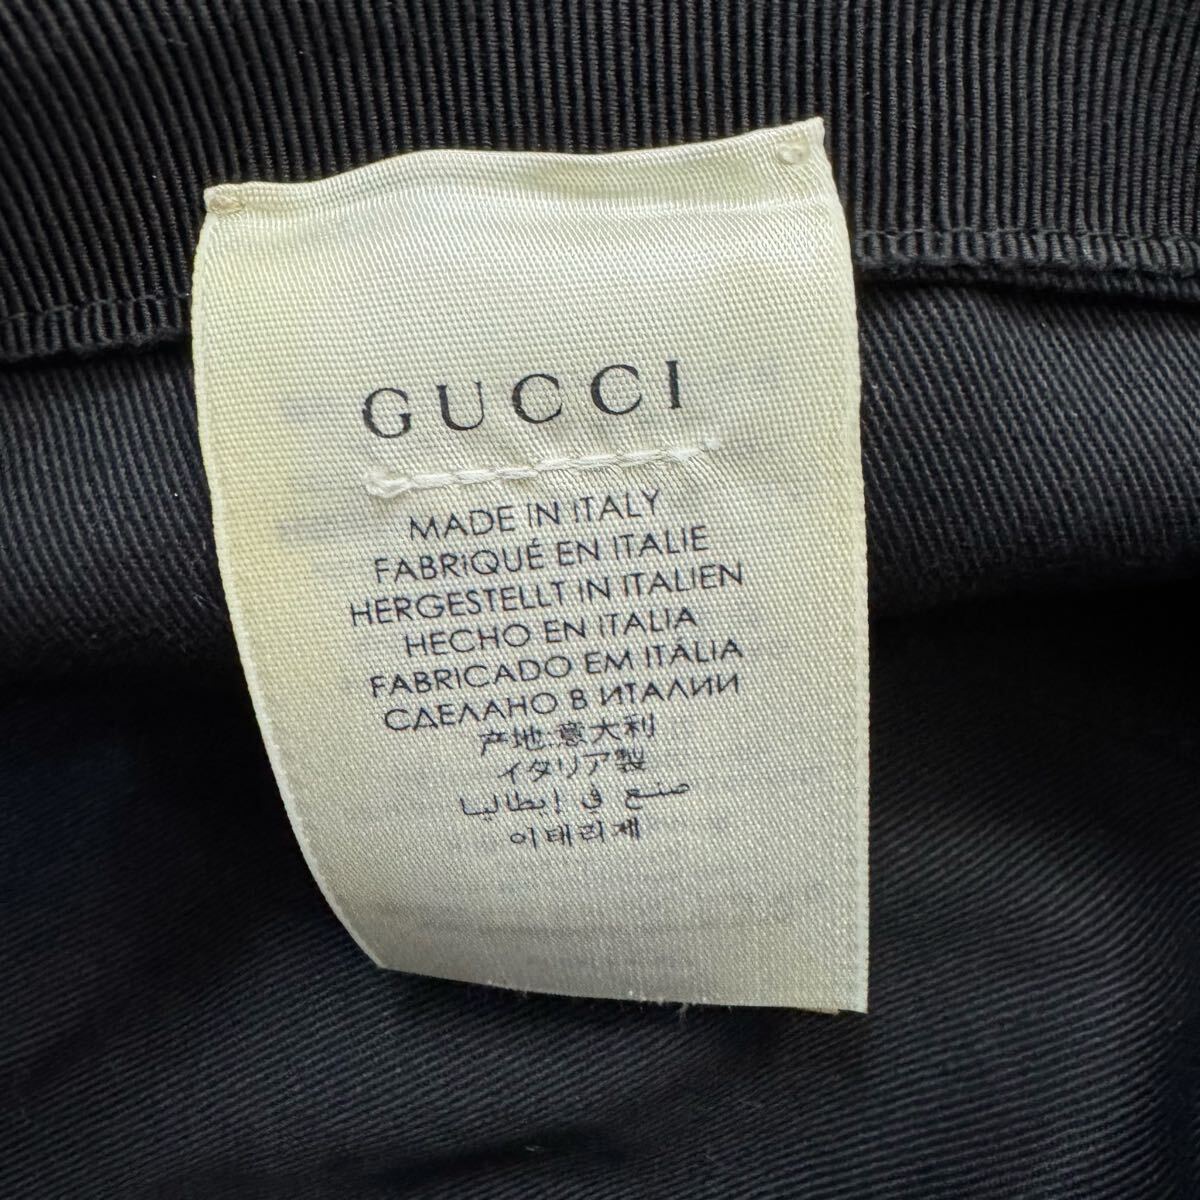 GUCCI
MADE IN ITALY
FABRIQUÉ EN ITALIE
HERGESTELLT IN ITALIEN
HECHO EN ITALIA
FABRICADO EM ITÁLIA
СДЕЛАНО В ИТАЛИИ
产地:意大利
イタリア製
صنع في إيطاليا
이태리제